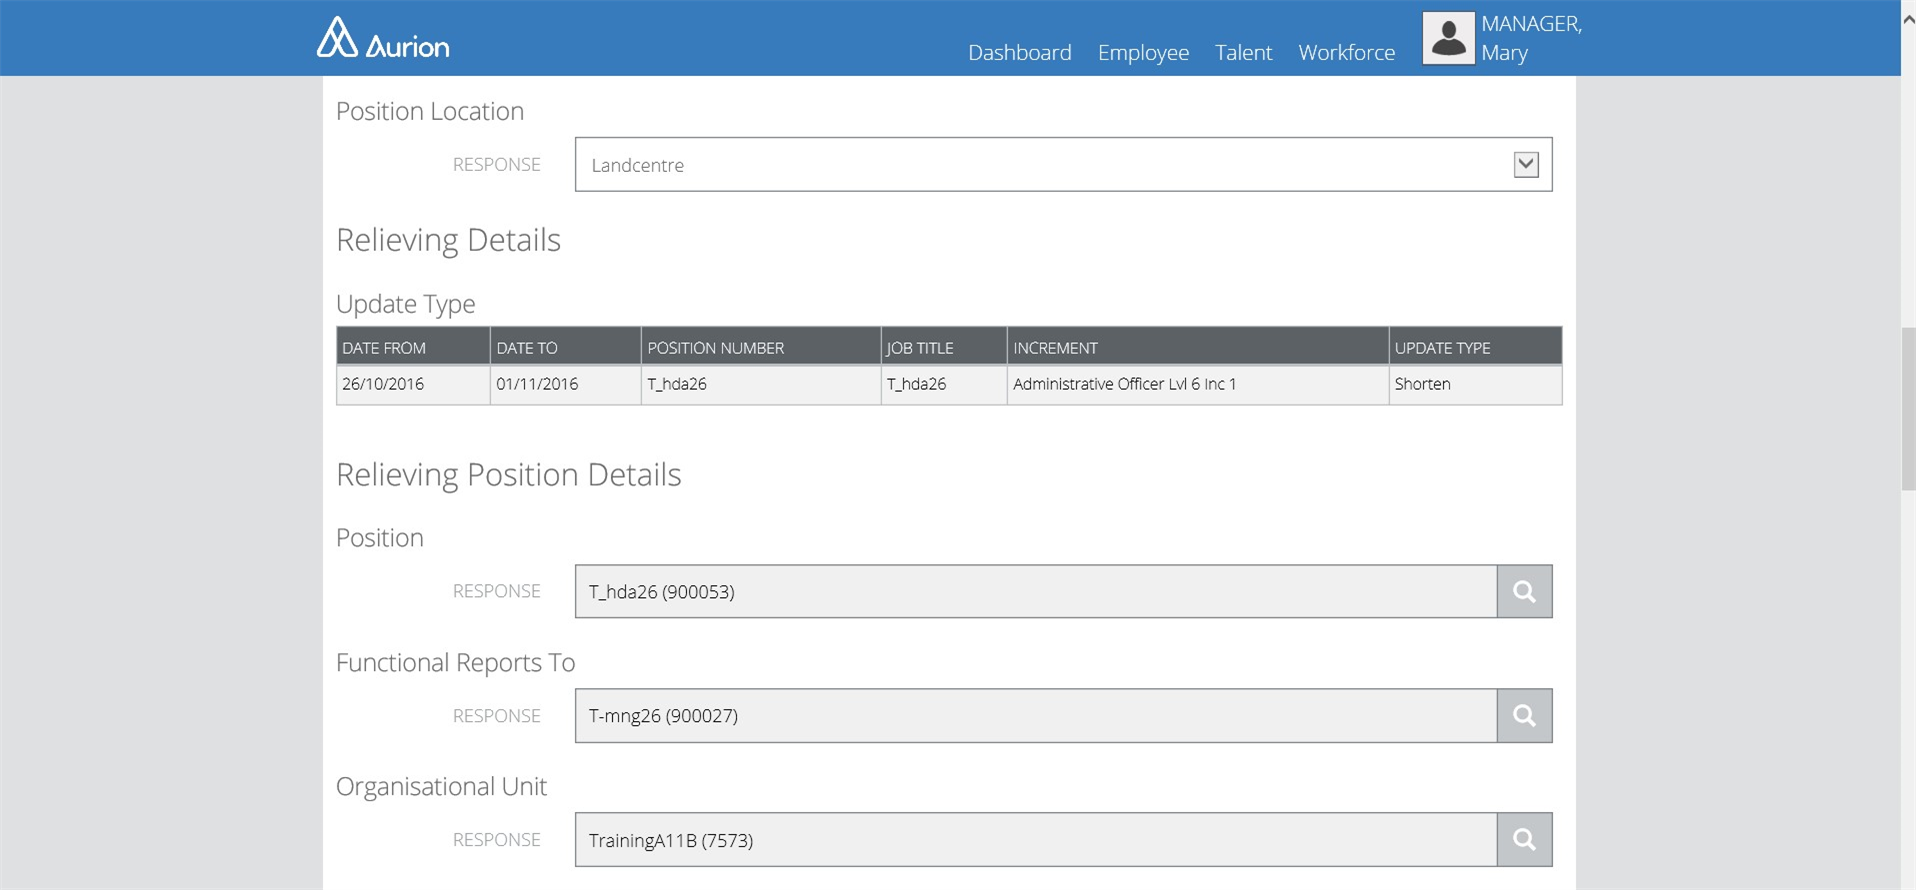 Aurion
Dashboard Employee Talent Workforce
MANAGER,
Mary
Position Location
RESPONSE Landcentre
Relieving Details
Update Type
DATE FROM DATE TO POSITION NUMBER JOB TITLE INCREMENT UPDATE TYPE
26/10/2016 01/11/2016 T_hda26 T_hda26 Administrative Officer Lvl 6 Inc 1 Shorten
Relieving Position Details
Position
RESPONSE T_hda26 (900053)
Functional Reports To
RESPONSE T-mng26 (900027)
Organisational Unit
RESPONSE TrainingA11B (7573)